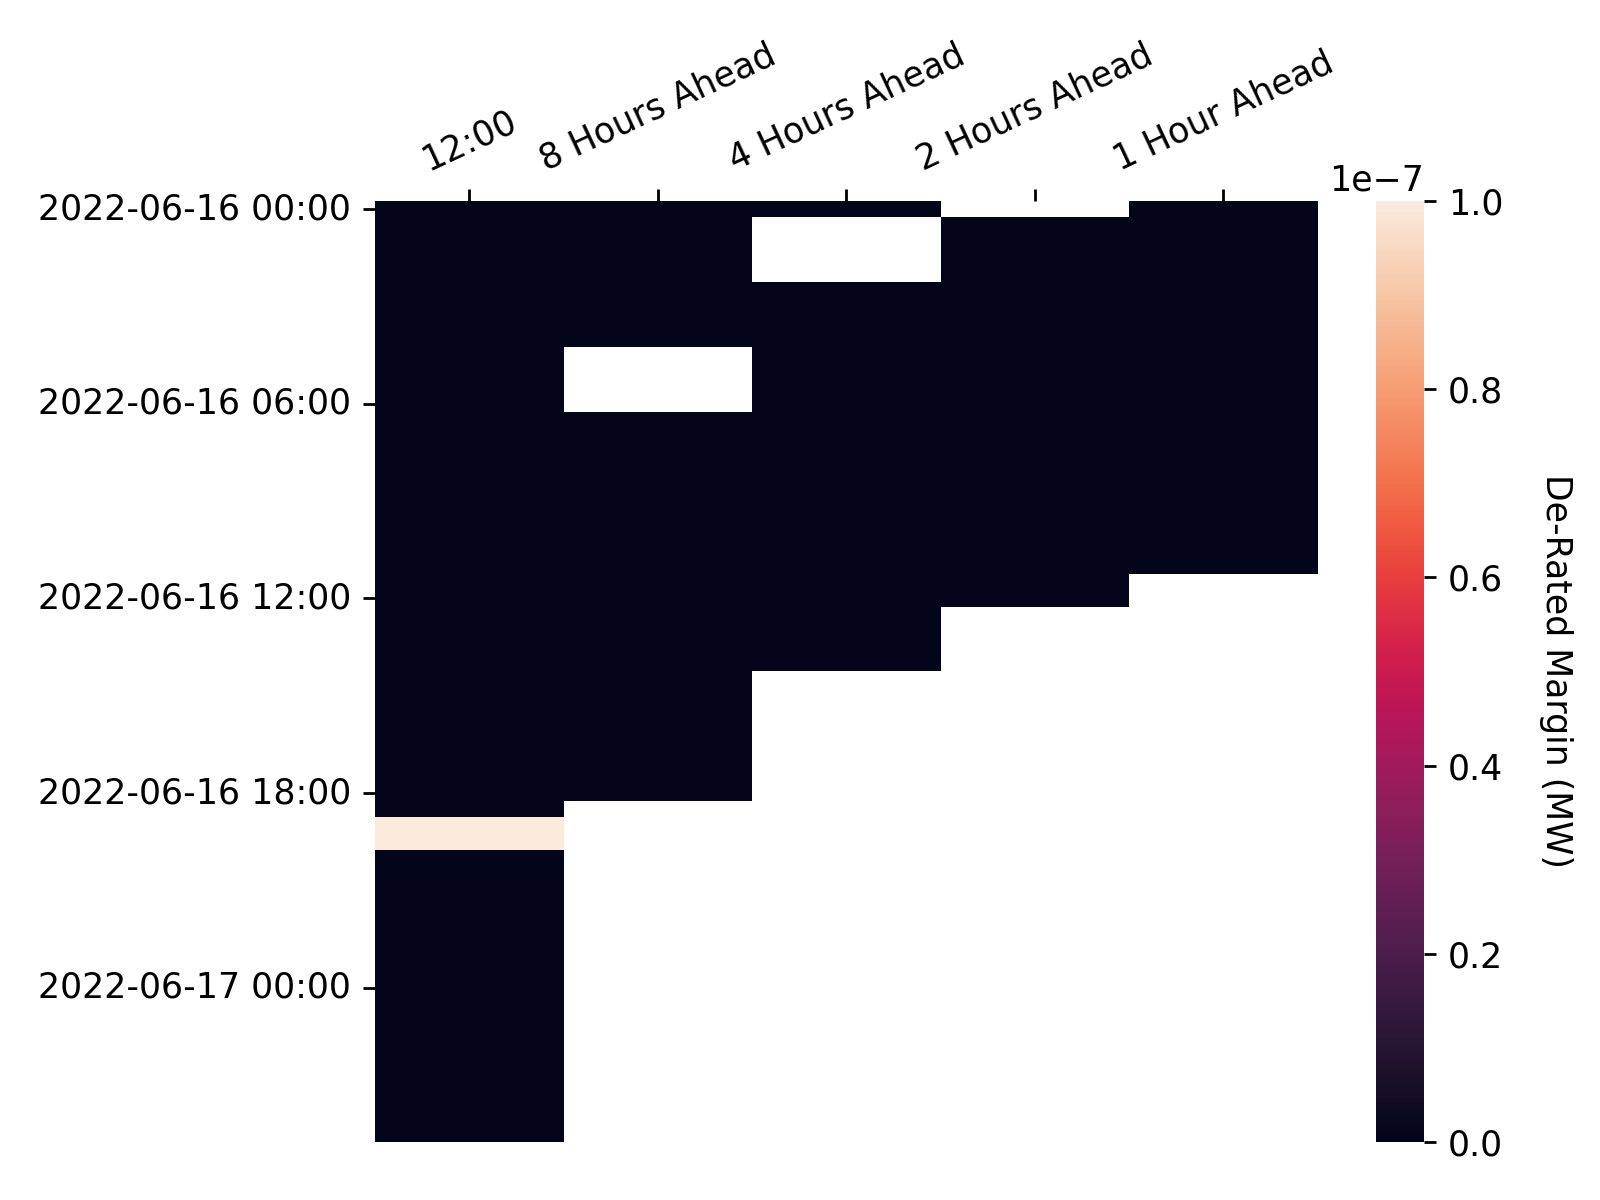 12:00
8 Hours Ahead
4 Hours Ahead
2 Hours Ahead
1 Hour Ahead
2022-06-16 00:00
2022-06-16 06:00
2022-06-16 12:00
2022-06-16 18:00
2022-06-17 00:00
1e−7
1.0
0.8
0.6
0.4
0.2
0.0
De-Rated Margin (MW)